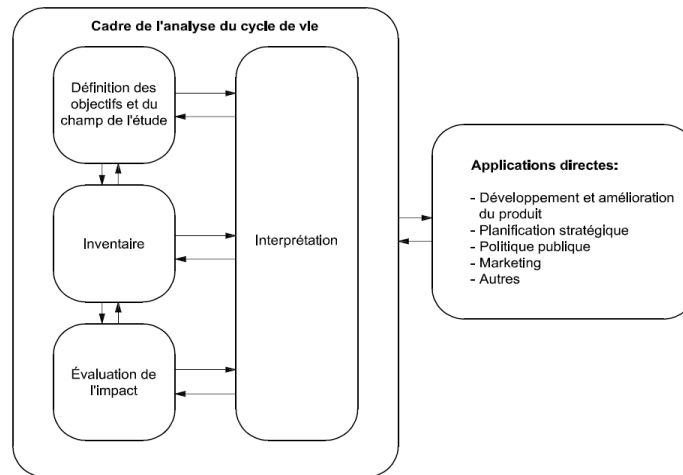 Cadre de l'analyse du cycle de vie
Définition des
objectifs et du
champ de l'étude
Inventaire
Évaluation de
l'impact
Interprétation
Applications directes:
- Développement et amélioration
du produit
- Planification stratégique
- Politique publique
- Marketing
- Autres